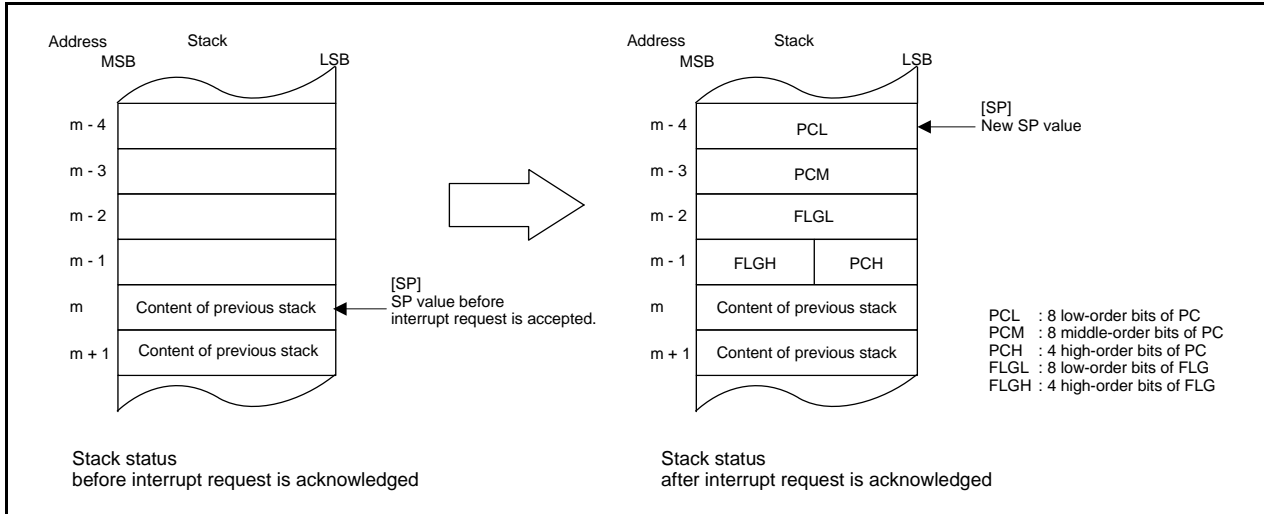 Address Stack
MSB LSB
m - 4
m - 3
m - 2
m - 1
m Content of previous stack
m + 1 Content of previous stack
[SP]
SP value before
interrupt request is accepted.
Stack status
before interrupt request is acknowledged
Address Stack
MSB LSB
m - 4 PCL
m - 3 PCM
m - 2 FLGL
m - 1 FLGH PCH
m Content of previous stack
m + 1 Content of previous stack
[SP]
New SP value
PCL : 8 low-order bits of PC
PCM : 8 middle-order bits of PC
PCH : 4 high-order bits of PC
FLGL : 8 low-order bits of FLG
FLGH : 4 high-order bits of FLG
Stack status
after interrupt request is acknowledged